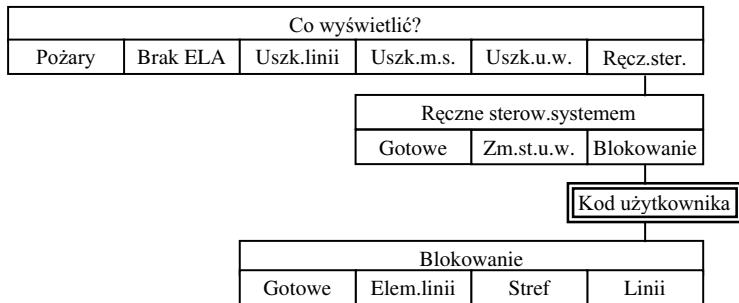 Co wyświetlić?
Pożary Brak ELA Uszk.linii Uszk.m.s. Uszk.u.w. Ręcz.ster.
Ręczne sterow.systemem
Gotowe Zm.st.u.w. Blokowanie
Kod użytkownika
Blokowanie
Gotowe Elem.linii Stref Linii